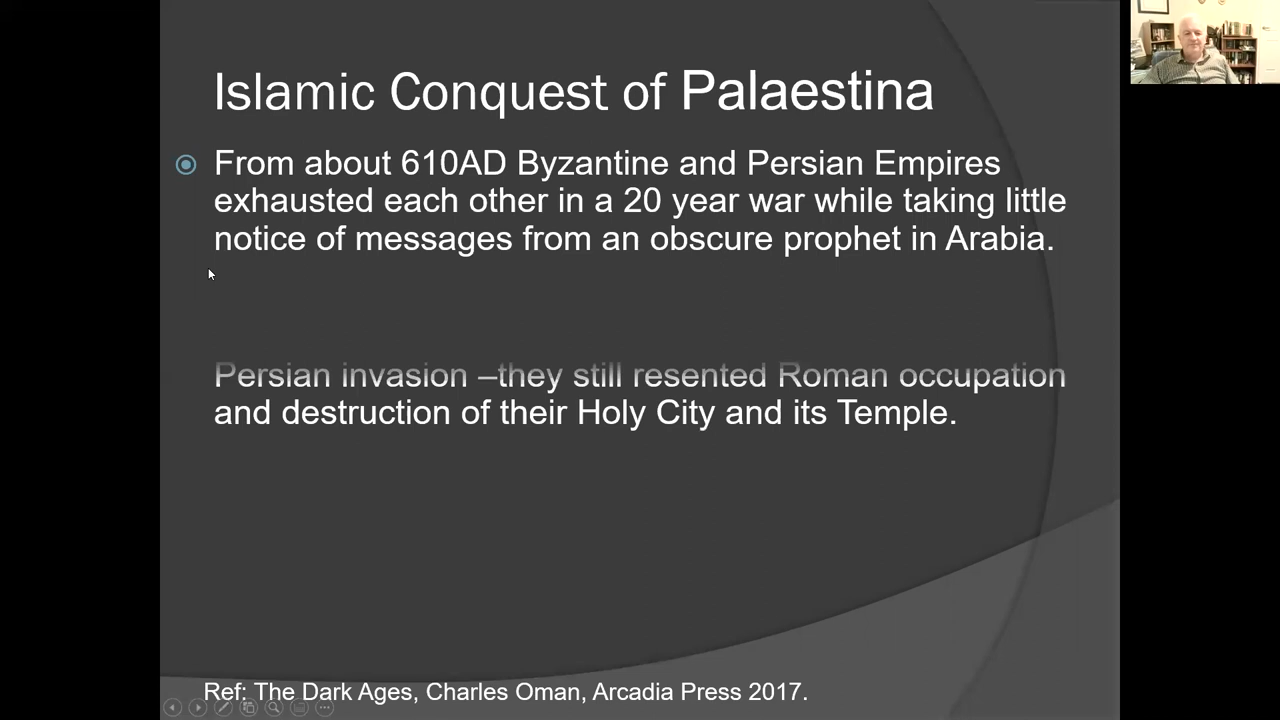 Islamic Conquest of Palaestina
From about 610AD Byzantine and Persian Empires
exhausted each other in a 20 year war while taking little
notice of messages from an obscure prophet in Arabia.
Persian invasion –they still resented Roman occupation
and destruction of their Holy City and its Temple.
Ref: The Dark Ages, Charles Oman, Arcadia Press 2017.